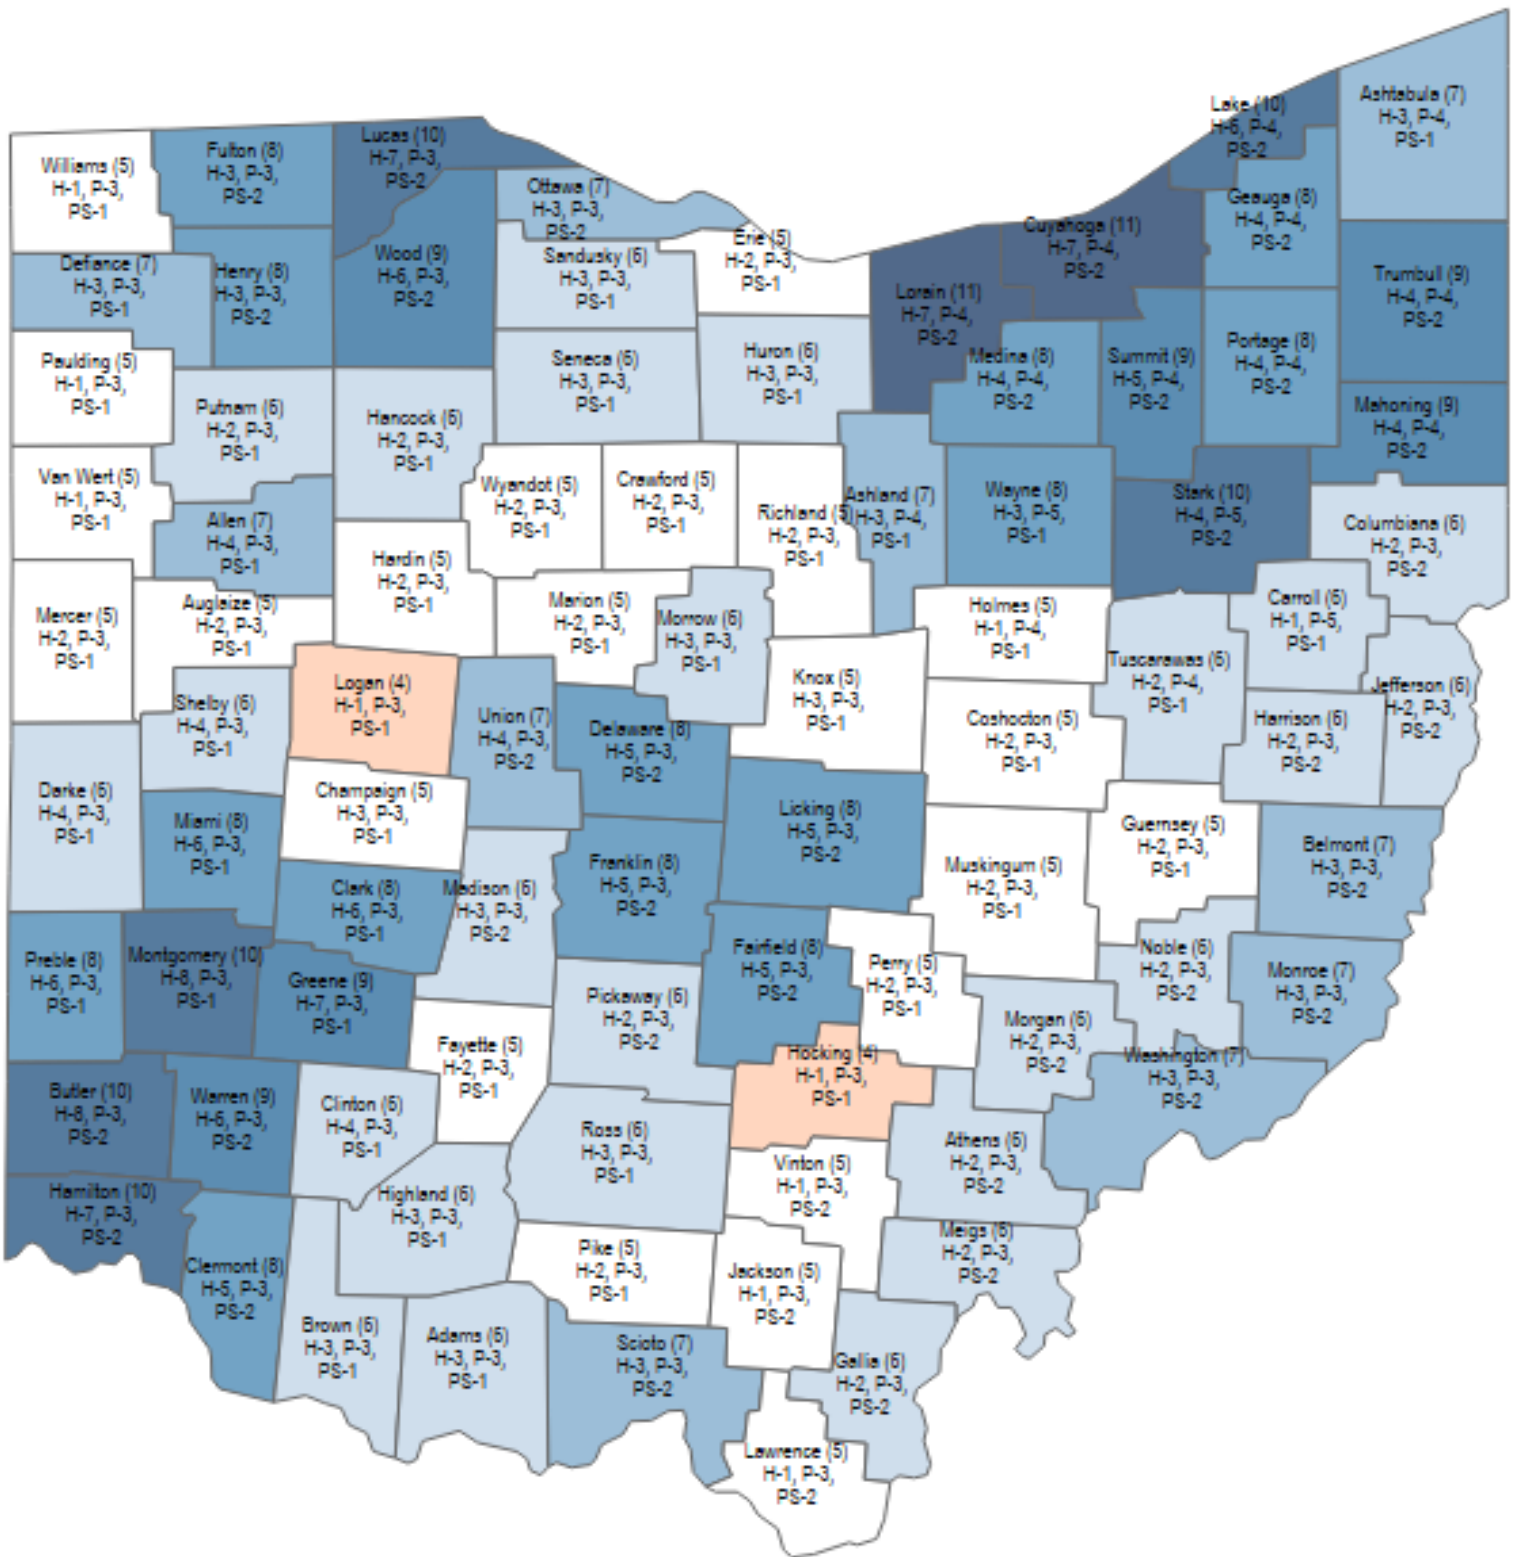 Lake (10)
H-6, P-4,
PS-2
Ashtabula (7)
H-3, P-4,
PS-1
Lucas (10)
H-7, P-3,
PS-2
Fulton (8)
H-3, P-3,
PS-2
Williams (5)
H-1, P-3,
PS-1
Ottawa (7)
H-3, P-3,
PS-2
Geauga (8)
H-4, P-4,
PS-2
Cuyahoga (11)
H-7, P-4,
PS-2
Erie (5)
H-2, P-3,
PS-1
Wood (9)
H-6, P-3,
PS-2
Sandusky (6)
H-3, P-3,
PS-1
Defiance (7)
H-3, P-3,
PS-1
Henry (8)
H-3, P-3,
PS-2
Trumbull (9)
H-4, P-4,
PS-2
Lorain (11)
H-7, P-4,
PS-2
Portage (8)
H-4, P-4,
PS-2
Huron (6)
H-3, P-3,
PS-1
Medina (8)
H-4, P-4,
PS-2
Summit (9)
H-5, P-4,
PS-2
Seneca (6)
H-3, P-3,
PS-1
Paulding (5)
H-1, P-3,
PS-1
Putnam (6)
H-2, P-3,
PS-1
Hancock (6)
H-2, P-3,
PS-1
Mahoning (9)
H-4, P-4,
PS-2
Van Wert (5)
H-1, P-3,
PS-1
Wyandot (5)
H-2, P-3,
PS-1
Crawford (5)
H-2, P-3,
PS-1
Richland (5)
H-2, P-3,
PS-1
Ashland (7)
H-3, P-4,
PS-1
Wayne (8)
H-3, P-5,
PS-1
Stark (10)
H-4, P-5,
PS-2
Columbiana (6)
H-2, P-3,
PS-2
Allen (7)
H-4, P-3,
PS-1
Hardin (5)
H-2, P-3,
PS-1
Mercer (5)
H-2, P-3,
PS-1
Auglaize (5)
H-2, P-3,
PS-1
Marion (5)
H-2, P-3,
PS-1
Morrow (6)
H-3, P-3,
PS-1
Holmes (5)
H-1, P-4,
PS-1
Carroll (6)
H-1, P-5,
PS-1
Tuscarawas (6)
H-2, P-4,
PS-1
Jefferson (6)
H-2, P-3,
PS-2
Logan (4)
H-1, P-3,
PS-1
Shelby (6)
H-4, P-3,
PS-1
Union (7)
H-4, P-3,
PS-2
Delaware (8)
H-5, P-3,
PS-2
Knox (5)
H-3, P-3,
PS-1
Coshocton (5)
H-2, P-3,
PS-1
Harrison (6)
H-2, P-3,
PS-2
Darke (6)
H-4, P-3,
PS-1
Miami (8)
H-6, P-3,
PS-1
Champaign (5)
H-3, P-3,
PS-1
Licking (8)
H-5, P-3,
PS-2
Guernsey (5)
H-2, P-3,
PS-1
Belmont (7)
H-3, P-3,
PS-2
Clark (8)
H-6, P-3,
PS-1
Madison (6)
H-3, P-3,
PS-2
Franklin (8)
H-5, P-3,
PS-2
Muskingum (5)
H-2, P-3,
PS-1
Preble (8)
H-6, P-3,
PS-1
Montgomery (10)
H-8, P-3,
PS-1
Greene (9)
H-7, P-3,
PS-1
Fairfield (8)
H-5, P-3,
PS-2
Perry (5)
H-2, P-3,
PS-1
Noble (6)
H-2, P-3,
PS-2
Monroe (7)
H-3, P-3,
PS-2
Pickaway (6)
H-2, P-3,
PS-2
Fayette (5)
H-2, P-3,
PS-1
Hocking (4)
H-1, P-3,
PS-1
Morgan (6)
H-2, P-3,
PS-2
Washington (7)
H-3, P-3,
PS-2
Butler (10)
H-8, P-3,
PS-2
Warren (9)
H-6, P-3,
PS-2
Clinton (6)
H-4, P-3,
PS-1
Ross (6)
H-3, P-3,
PS-1
Athens (6)
H-2, P-3,
PS-2
Vinton (5)
H-1, P-3,
PS-2
Hamilton (10)
H-7, P-3,
PS-2
Highland (6)
H-3, P-3,
PS-1
Clermont (8)
H-5, P-3,
PS-2
Pike (5)
H-2, P-3,
PS-1
Jackson (5)
H-1, P-3,
PS-2
Meigs (6)
H-2, P-3,
PS-2
Brown (6)
H-3, P-3,
PS-1
Adams (6)
H-3, P-3,
PS-1
Scioto (7)
H-3, P-3,
PS-2
Gallia (6)
H-2, P-3,
PS-2
Lawrence (5)
H-1, P-3,
PS-2